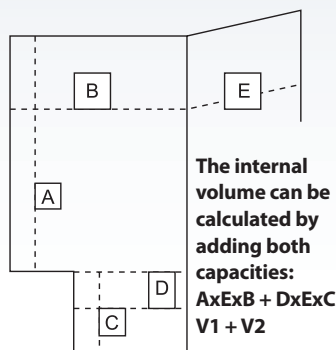 B
E
A
D
C
The internal
volume can be
calculated by
adding both
capacities:
AxExB + DxExC
V1 + V2